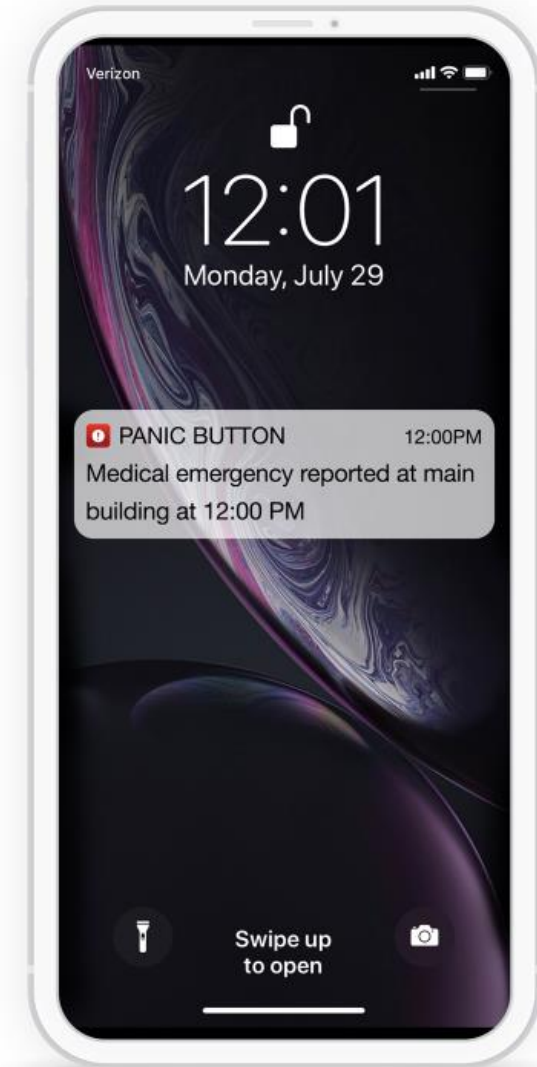 Verizon
12:01
Monday, July 29
PANIC BUTTON 12:00PM
Medical emergency reported at main
building at 12:00 PM
Swipe up
to open